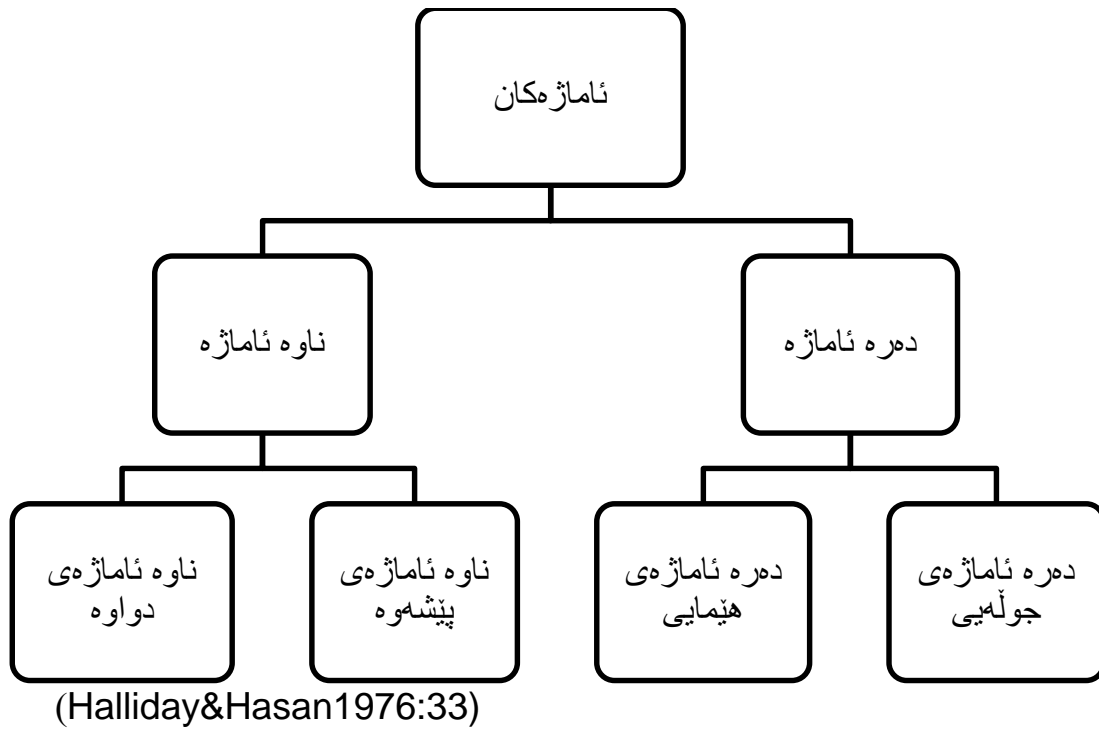 ئاماژەکان
دەرە ئاماژە
ناوە ئاماژە
دەرە ئاماژەی
جوڵەیی
دەرە ئاماژەی
هێمایی
ناوە ئاماژەی
پێشەوە
ناوە ئاماژەی
دواوە
(Halliday&Hasan1976:33)